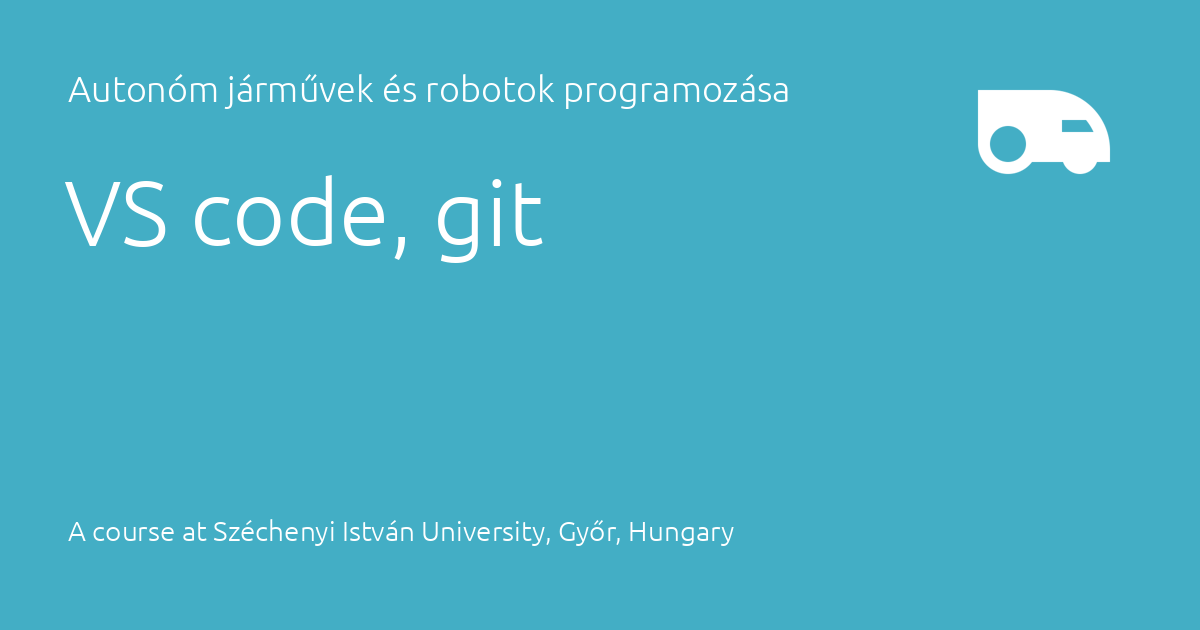 Autonóm járművek és robotok programozása
VS code, git
A course at Széchenyi István University, Győr, Hungary